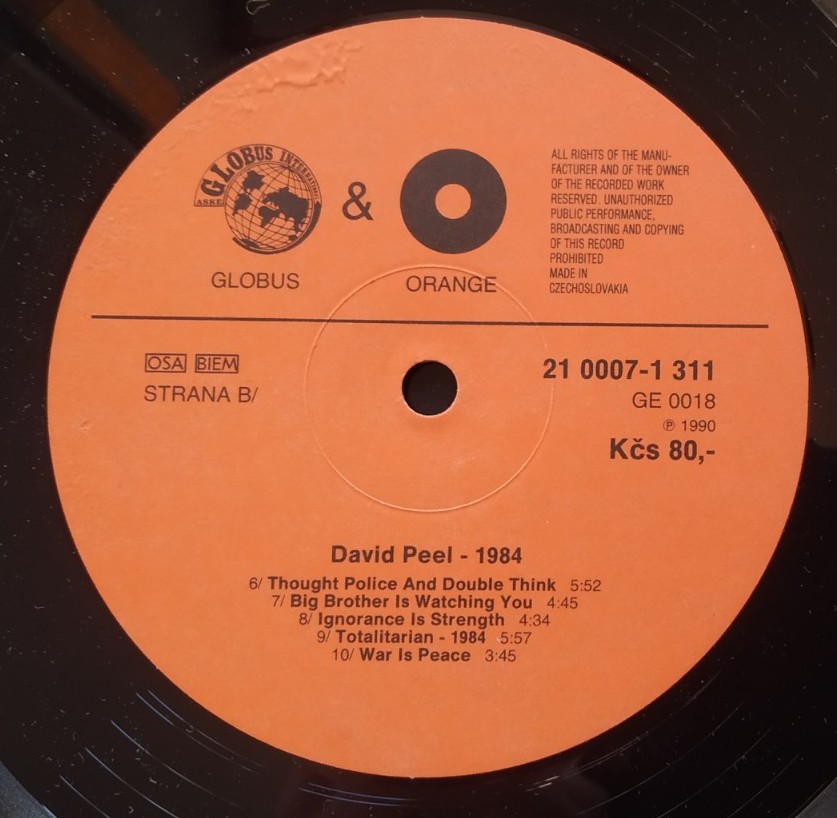 GLOBUS INTERNATIONAL
&
ALL RIGHTS OF THE MANU-
FACTURER AND OF THE OWNER
OF THE RECORDED WORK
RESERVED. UNAUTHORIZED
PUBLIC PERFORMANCE,
BROADCASTING AND COPYING
OF THIS RECORD
PROHIBITED
MADE IN
CZECHOSLOVAKIA
GLOBUS
ORANGE
OSA BIEM
STRANA B/
21 0007-1 311
GE 0018
℗ 1990
Kčs 80,-
David Peel - 1984
6/ Thought Police And Double Think 5:52
7/ Big Brother Is Watching You 4:45
8/ Ignorance Is Strength 4:34
9/ Totalitarian - 1984 5:57
10/ War Is Peace 3:45